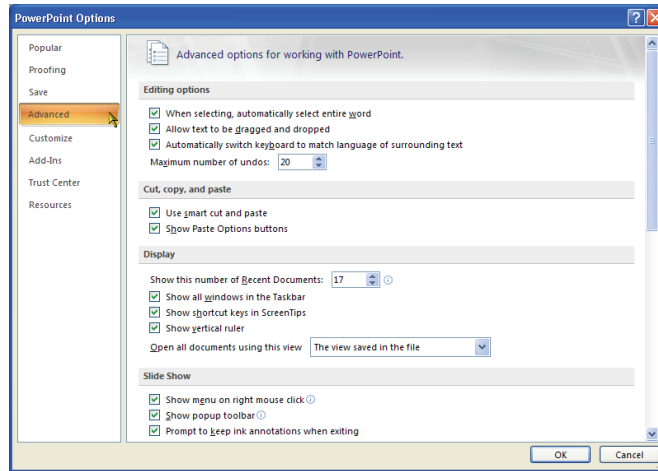 PowerPoint Options
Popular
Proofing
Save
Advanced
Customize
Add-Ins
Trust Center
Resources
Advanced options for working with PowerPoint.
Editing options
When selecting, automatically select entire word
Allow text to be dragged and dropped
Automatically switch keyboard to match language of surrounding text
Maximum number of undos: 20
Cut, copy, and paste
Use smart cut and paste
Show Paste Options buttons
Display
Show this number of Recent Documents: 17
Show all windows in the Taskbar
Show shortcut keys in ScreenTips
Show vertical ruler
Open all documents using this view The view saved in the file
Slide Show
Show menu on right mouse click
Show popup toolbar
Prompt to keep ink annotations when exiting
OK Cancel